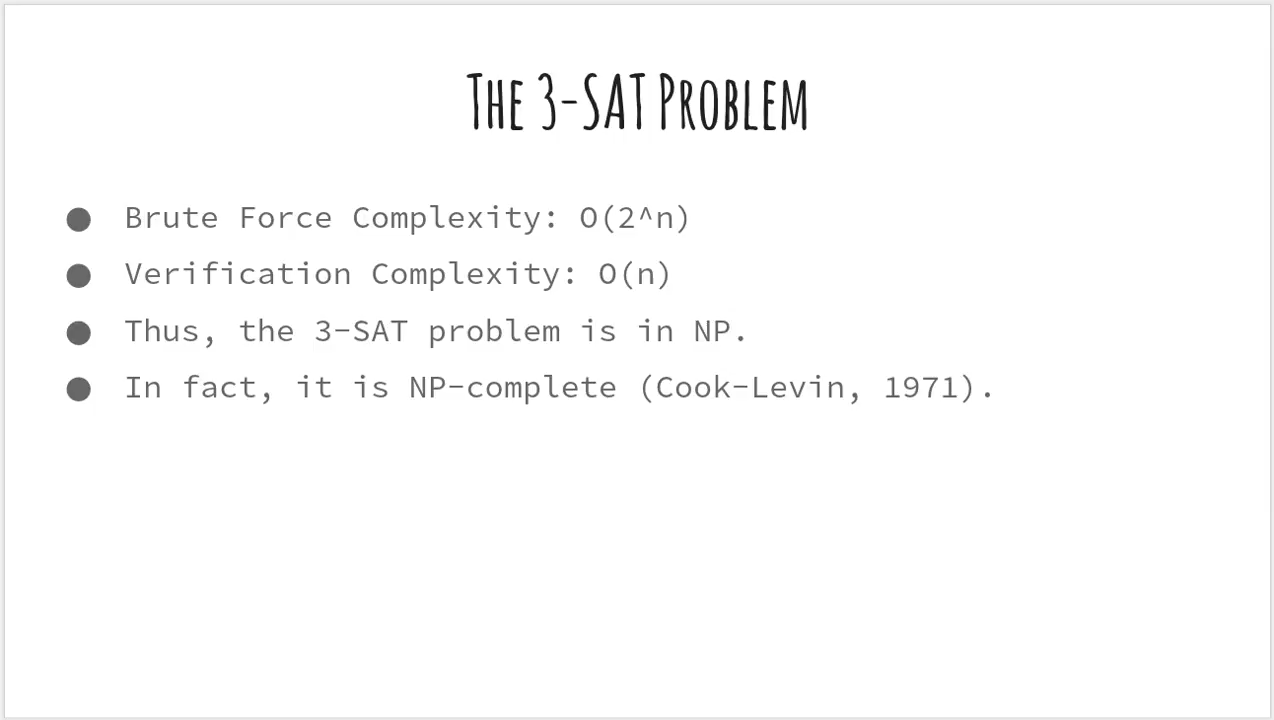 The 3-SAT Problem
● Brute Force Complexity: O(2^n)
● Verification Complexity: O(n)
● Thus, the 3-SAT problem is in NP.
● In fact, it is NP-complete (Cook-Levin, 1971).